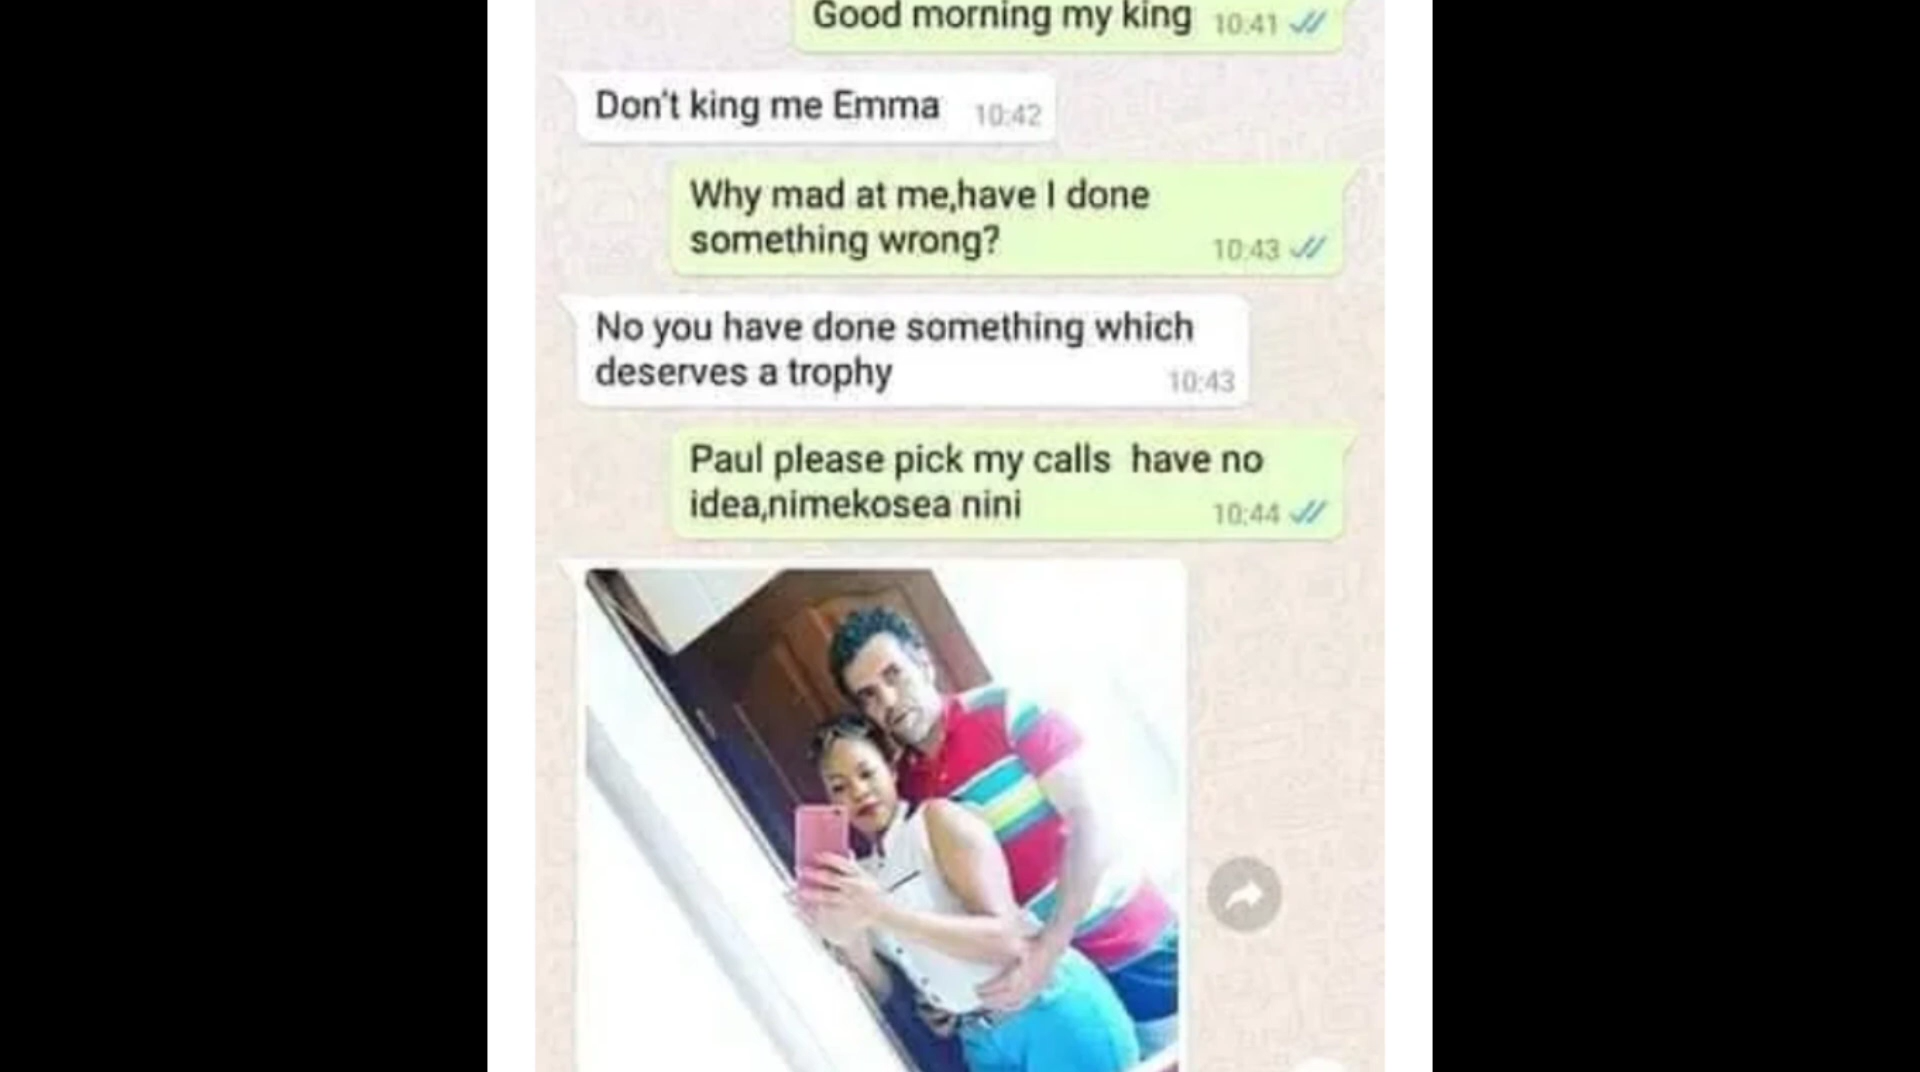 Good morning my king 10:41
Don't king me Emma 10:42
Why mad at me,have I done
something wrong? 10:43
No you have done something which
deserves a trophy 10:43
Paul please pick my calls have no
idea,nimekosea nini 10:44